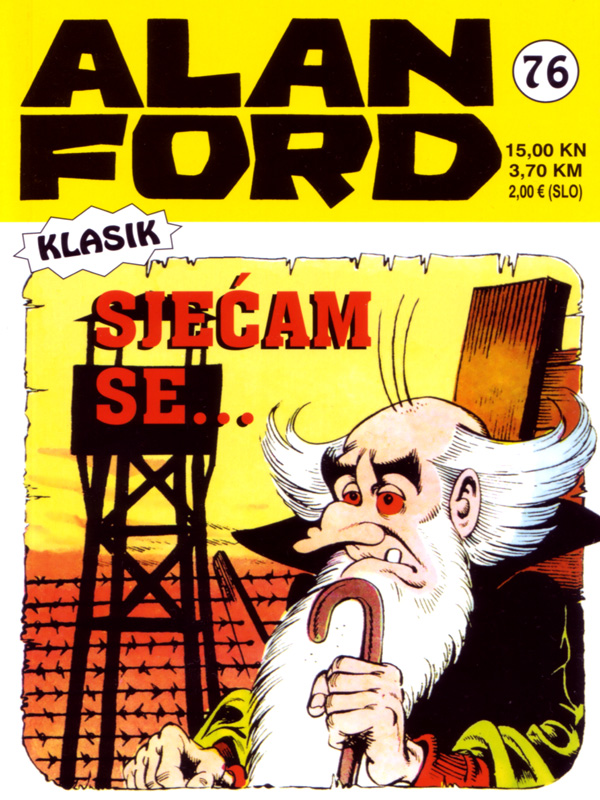 ALAN
FORD
76
15,00 KN
3,70 KM
2,00 € (SLO)
KLASIK
SJEĆAM
SE...